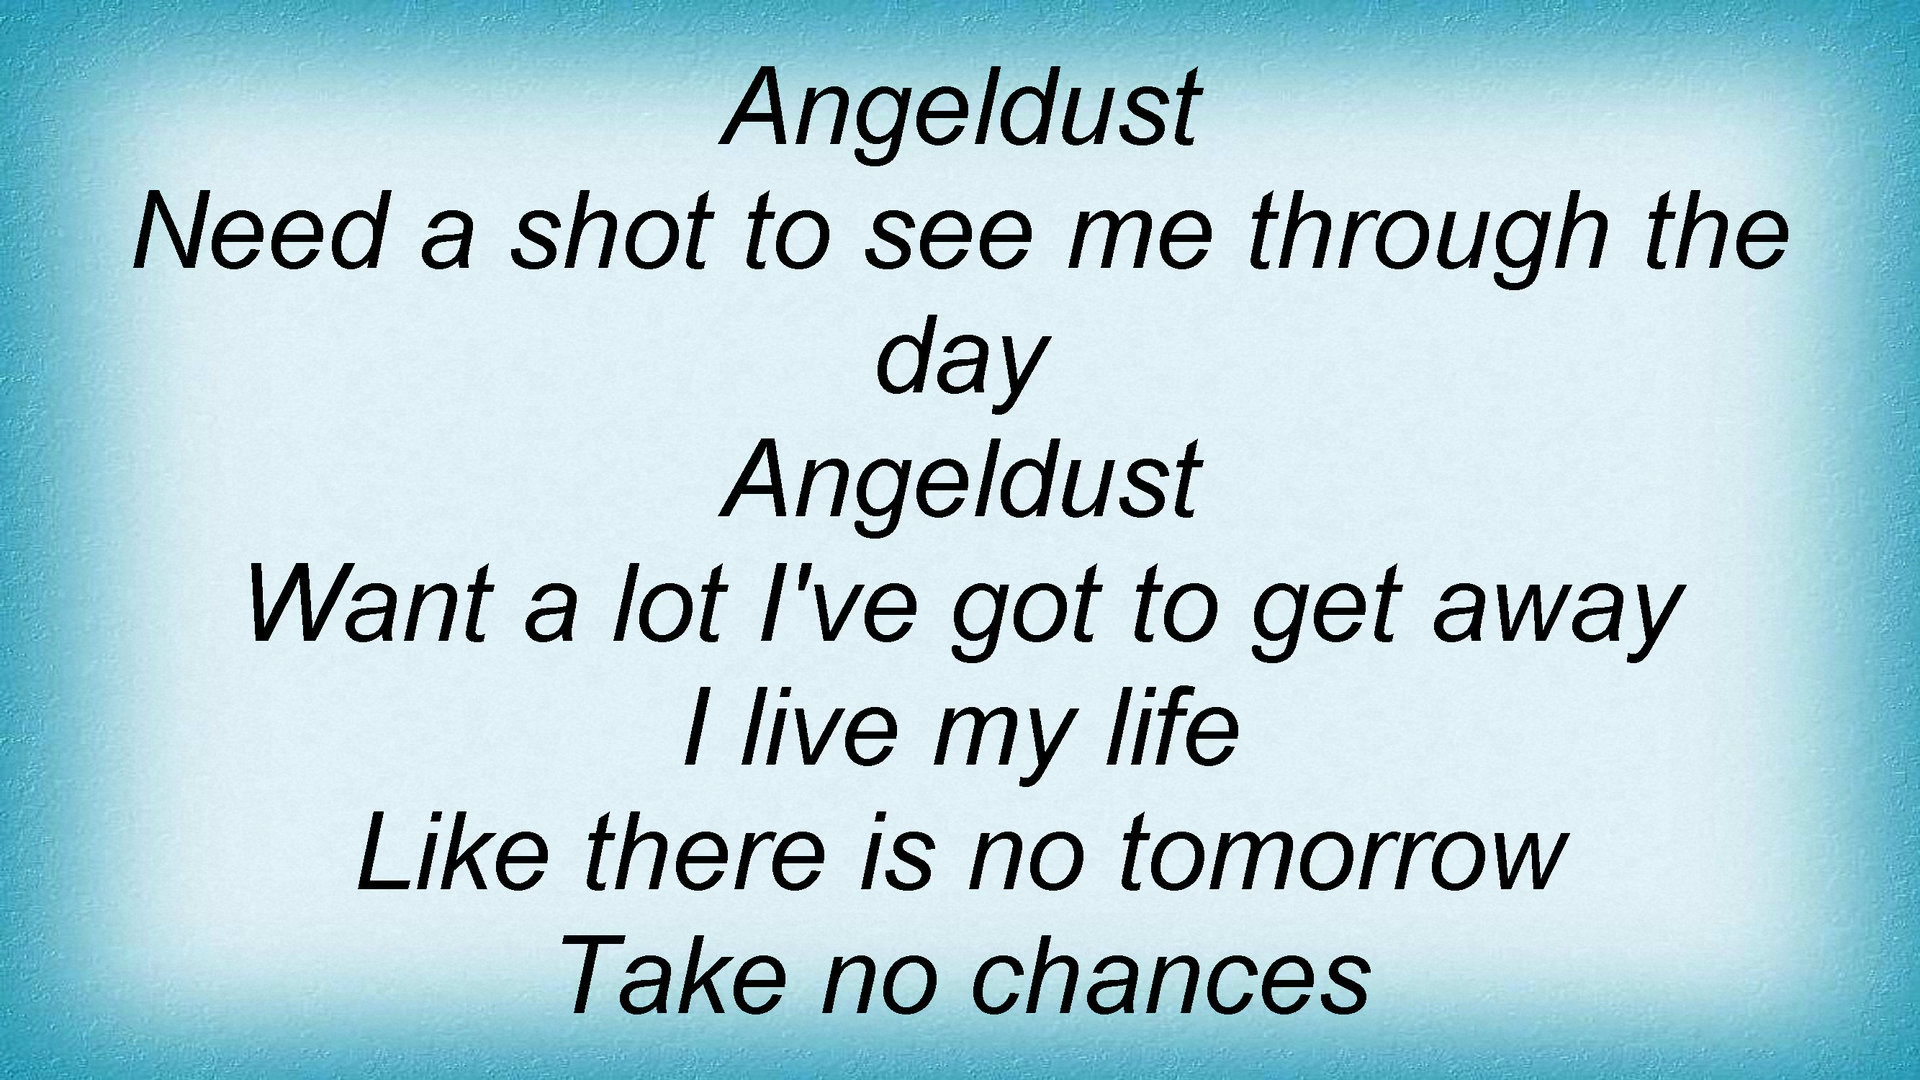 Angeldust
Need a shot to see me through the
day
Angeldust
Want a lot I've got to get away
I live my life
Like there is no tomorrow
Take no chances